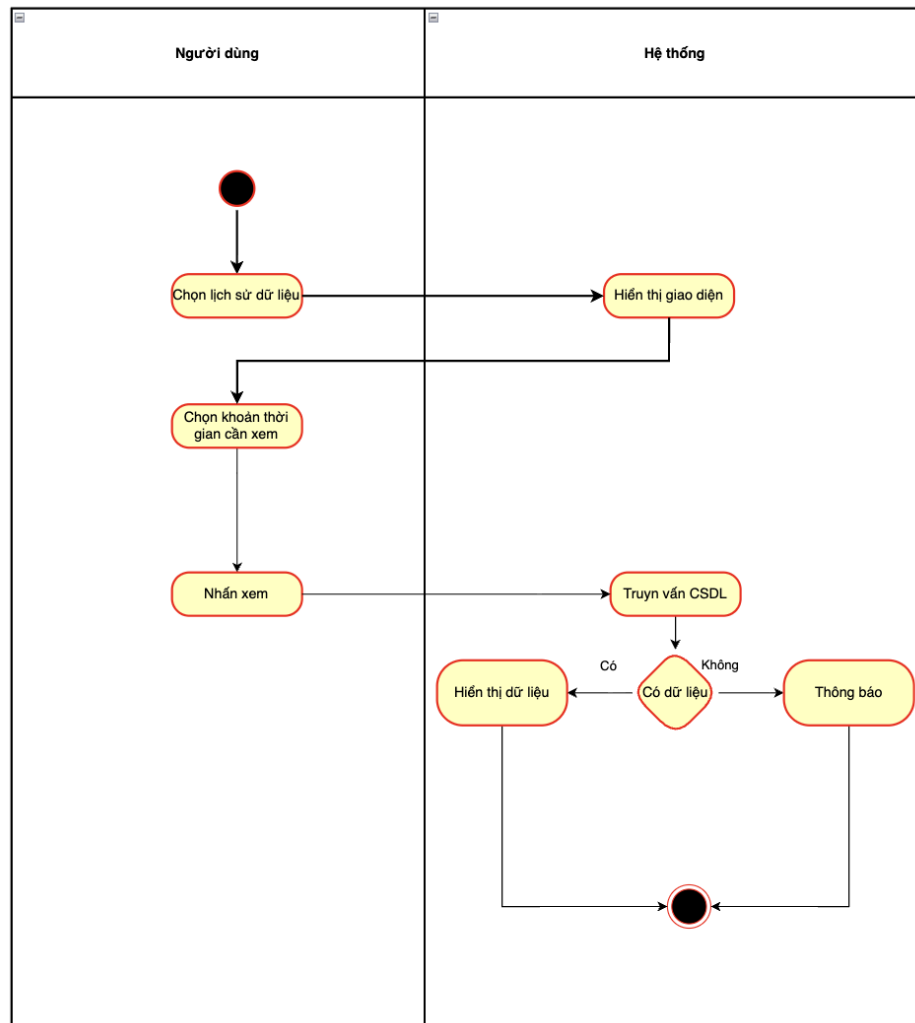 Người dùng
Hệ thống
Chọn lịch sử dữ liệu
Hiển thị giao diện
Chọn khoản thời
gian cần xem
Nhấn xem
Truyn vấn CSDL
Có
Không
Hiển thị dữ liệu
Có dữ liệu
Thông báo